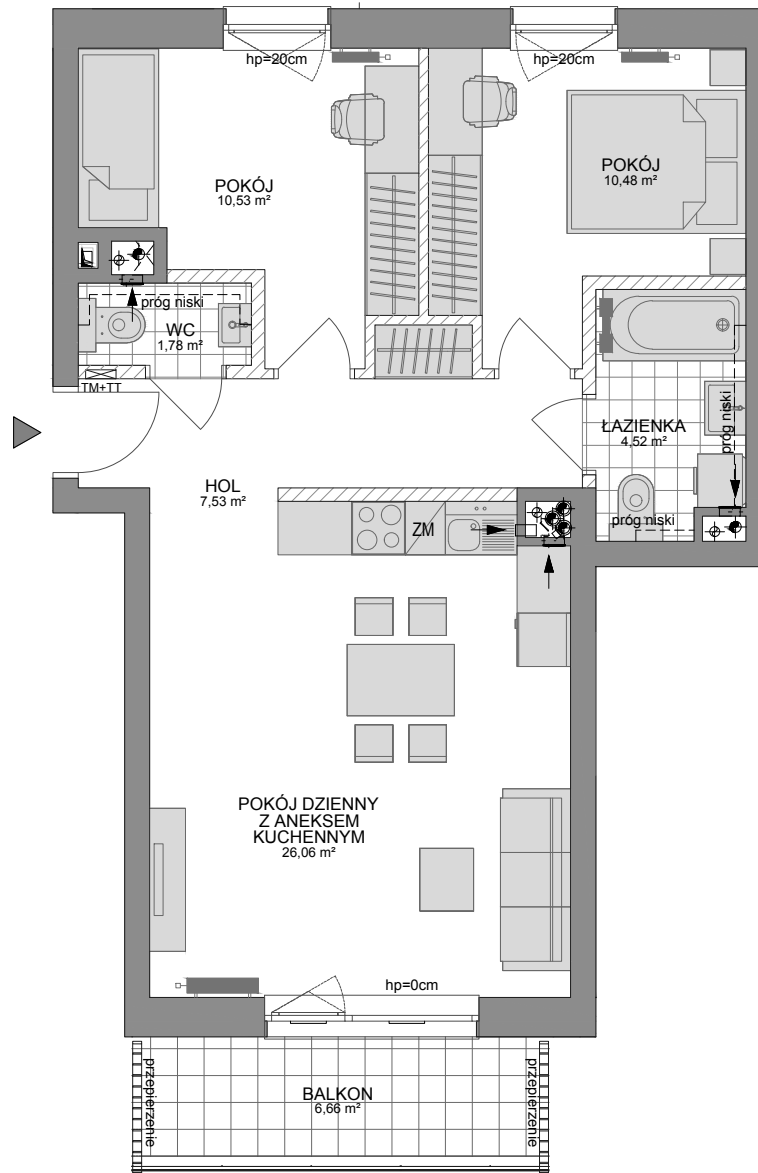 hp=20cm
hp=20cm
POKÓJ
10,53 m²
POKÓJ
10,48 m²
próg niski
WC
1,78 m²
TM+TT
ŁAZIENKA
4,52 m²
próg niski
próg niski
HOL
7,53 m²
ZM
POKÓJ DZIENNY
Z ANEKSEM
KUCHENNYM
26,06 m²
hp=0cm
przepierzenie
BALKON
6,66 m²
przepierzenie